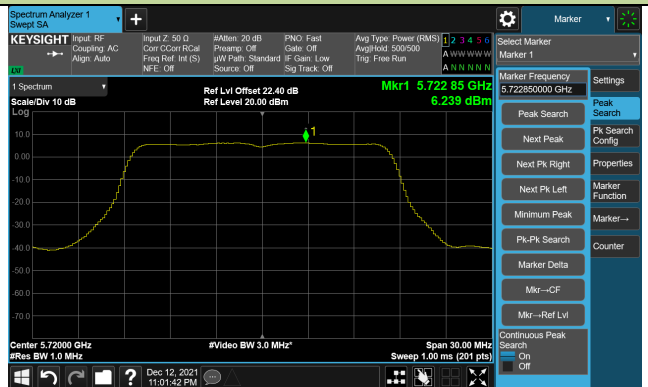 Spectrum Analyzer 1
Swept SA
Marker
KEYSIGHT Input: RF
Coupling: AC
Align: Auto
Input Z: 50 Ω
Corr CCorr RCal
Freq Ref: Int (S)
NFE: Off
#Atten: 20 dB
Preamp: Off
µW Path: Standard
Source: Off
PNO: Fast
Gate: Off
IF Gain: Low
Sig Track: Off
Avg Type: Power (RMS)
Avg|Hold: 500/500
Trig: Free Run
1 2 3 4 5 6
A W W W W W
A N N N N N
LXI
Select Marker
Marker 1
1 Spectrum
Scale/Div 10 dB
Log
Ref Lvl Offset 22.40 dB
Ref Level 20.00 dBm
Mkr1 5.722 85 GHz
6.239 dBm
1
10.0
0.00
-10.0
-20.0
-30.0
-40.0
-50.0
-60.0
-70.0
Center 5.72000 GHz
#Res BW 1.0 MHz
#Video BW 3.0 MHz*
Span 30.00 MHz
Sweep 1.00 ms (201 pts)
Marker Frequency
5.722850000 GHz
Peak Search
Next Peak
Next Pk Right
Next Pk Left
Minimum Peak
Pk-Pk Search
Marker Delta
Mkr→CF
Mkr→Ref Lvl
Continuous Peak
Search
On
Off
Settings
Peak
Search
Pk Search
Config
Properties
Marker
Function
Marker→
Counter
?
Dec 12, 2021
11:01:42 PM